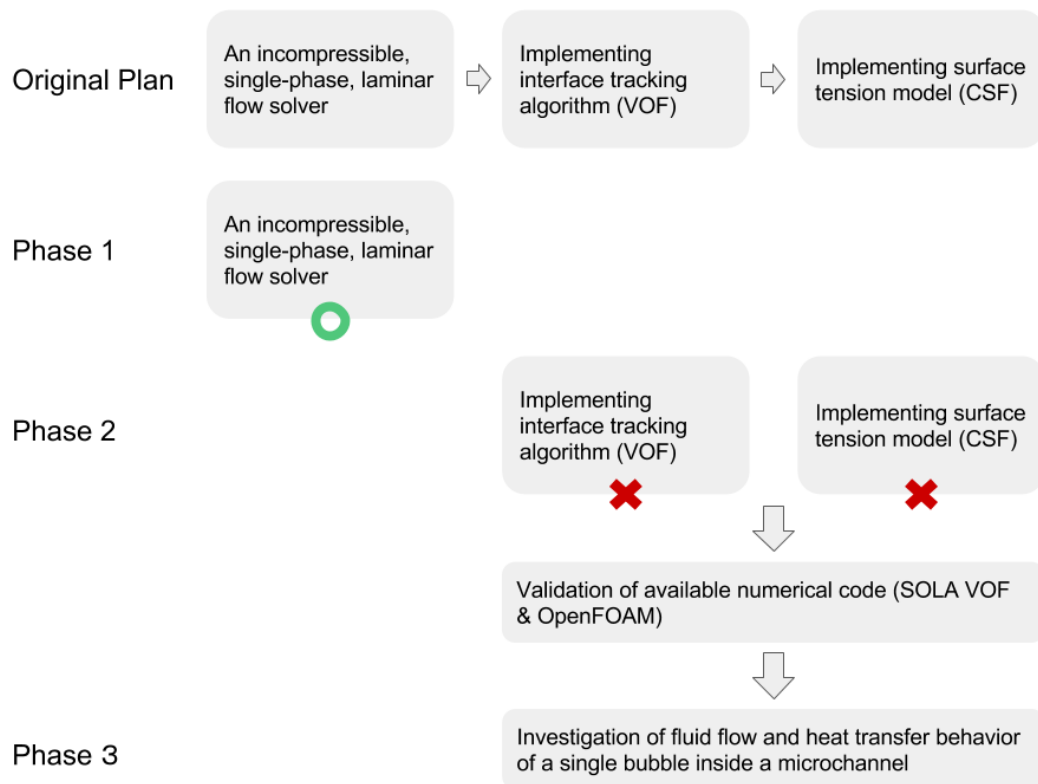 Original Plan
An incompressible,
single-phase, laminar
flow solver
Implementing
interface tracking
algorithm (VOF)
Implementing surface
tension model (CSF)
Phase 1
An incompressible,
single-phase, laminar
flow solver
Phase 2
Implementing
interface tracking
algorithm (VOF)
Implementing surface
tension model (CSF)
Validation of available numerical code (SOLA VOF
& OpenFOAM)
Phase 3
Investigation of fluid flow and heat transfer behavior
of a single bubble inside a microchannel